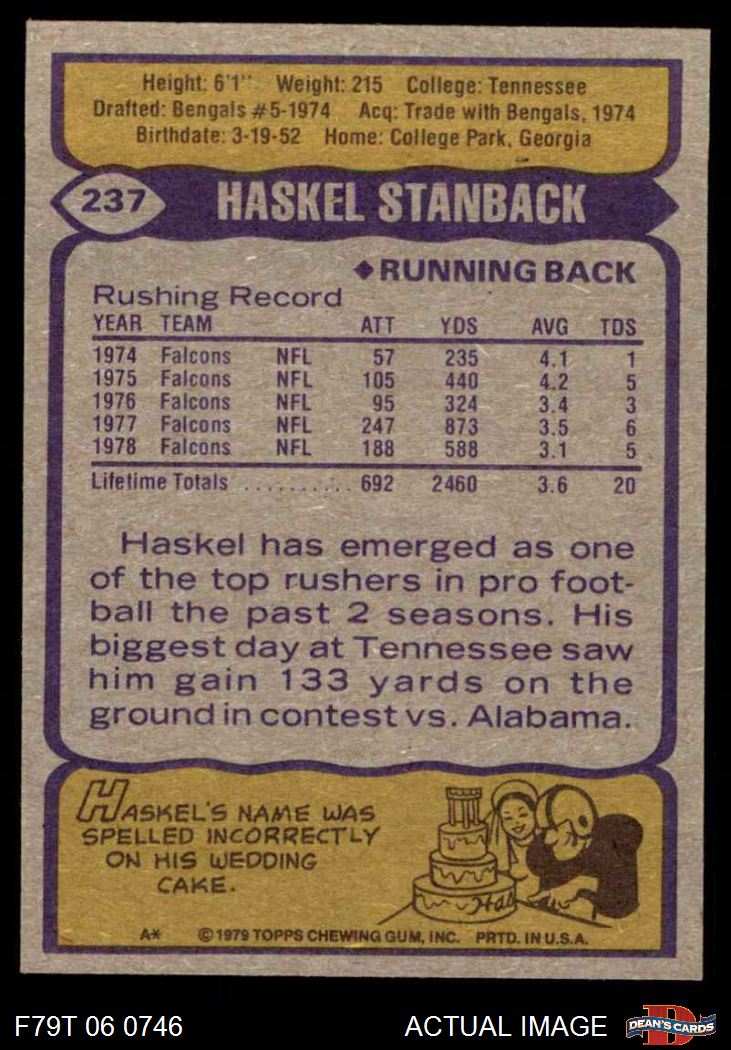 Height: 6'1" Weight: 215 College: Tennessee
Drafted: Bengals #5-1974 Acq: Trade with Bengals, 1974
Birthdate: 3-19-52 Home: College Park, Georgia
237 HASKEL STANBACK
◆RUNNING BACK
Rushing Record
YEAR TEAM ATT YDS AVG TDS
1974 Falcons NFL 57 235 4.1 1
1975 Falcons NFL 105 440 4.2 5
1976 Falcons NFL 95 324 3.4 3
1977 Falcons NFL 247 873 3.5 6
1978 Falcons NFL 188 588 3.1 5
Lifetime Totals .......... 692 2460 3.6 20
Haskel has emerged as one
of the top rushers in pro foot-
ball the past 2 seasons. His
biggest day at Tennessee saw
him gain 133 yards on the
ground in contest vs. Alabama.
HASKEL'S NAME WAS
SPELLED INCORRECTLY
ON HIS WEDDING
CAKE.
Has
A* ©1979 TOPPS CHEWING GUM, INC. PRTD. IN U.S.A.
F79T 06 0746 ACTUAL IMAGE D DEAN'S CARDS